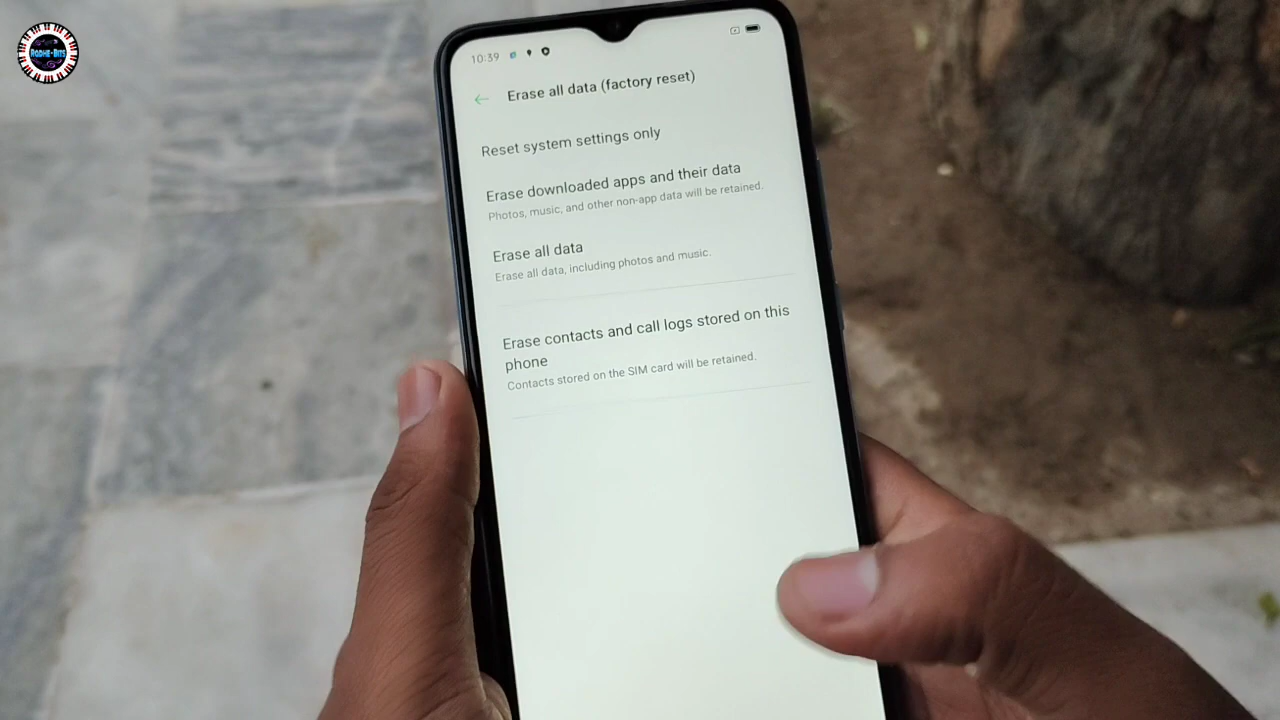 RADHE-BITS
10:39
Erase all data (factory reset)
Reset system settings only
Erase downloaded apps and their data
Photos, music, and other non-app data will be retained.
Erase all data
Erase all data, including photos and music.
Erase contacts and call logs stored on this
phone
Contacts stored on the SIM card will be retained.